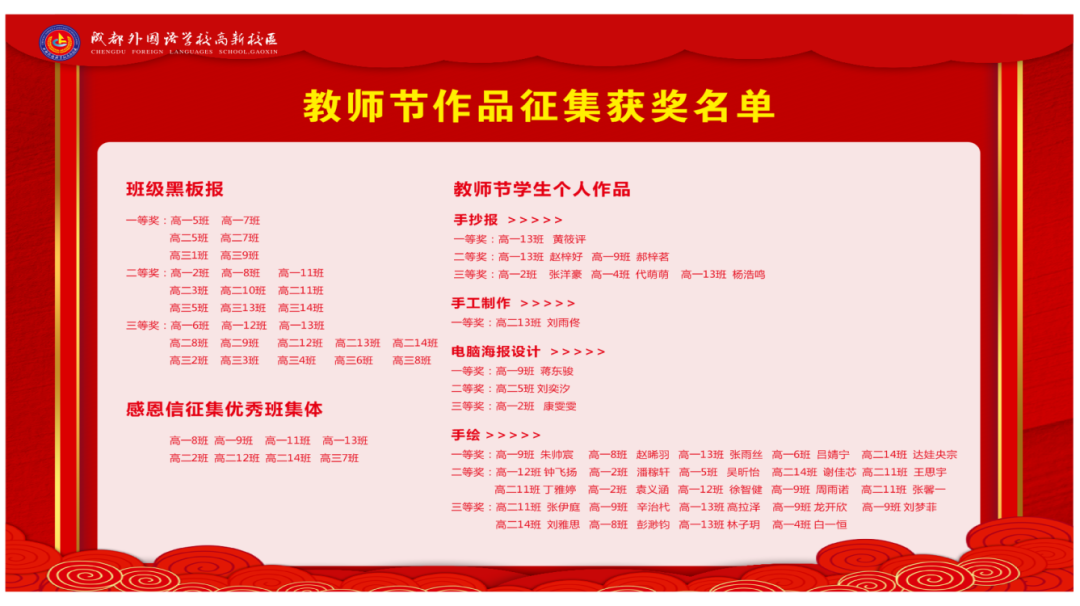 成都外国语学校高新校区
CHENGDU FOREIGN LANGUAGES SCHOOL,GAOXIN
教师节作品征集获奖名单
班级黑板报
一等奖：高一5班 高一7班
高二5班 高二7班
高三1班 高三9班
二等奖：高一2班 高一8班 高一11班
高二3班 高二10班 高二11班
高三5班 高三13班 高三14班
三等奖：高一6班 高一12班 高一13班
高二8班 高二9班 高二12班 高二13班 高二14班
高三2班 高三3班 高三4班 高三6班 高三8班
感恩信征集优秀班集体
高一8班 高一9班 高一11班 高一13班
高二2班 高二12班 高二14班 高三7班
教师节学生个人作品
手抄报 >>>>>
一等奖：高一13班 黄筱评
二等奖：高一13班 赵梓好 高一9班 郝梓茗
三等奖：高一2班 张洋豪 高一4班 代萌萌 高一13班 杨浩鸣
手工制作 >>>>>
一等奖：高二13班 刘雨佟
电脑海报设计 >>>>>
一等奖：高一9班 蒋东骏
二等奖：高二5班 刘奕汐
三等奖：高一2班 康雯雯
手绘 >>>>>
一等奖：高一9班 朱帅宸 高一8班 赵晞羽 高一13班 张雨丝 高一6班 吕婧宁 高二14班 达娃央宗
二等奖：高一12班 钟飞扬 高一2班 潘稼轩 高一5班 吴昕怡 高二14班 谢佳芯 高二11班 王思宇
高二11班 丁雅婷 高一2班 袁义涵 高一12班 徐智健 高一9班 周雨诺 高二11班 张馨一
三等奖：高二11班 张伊庭 高一9班 辛治杙 高一13班 高拉泽 高一9班 龙开欣 高一9班 刘梦菲
高二14班 刘雅思 高一8班 彭渺钧 高一13班 林子玥 高一4班 白一恒